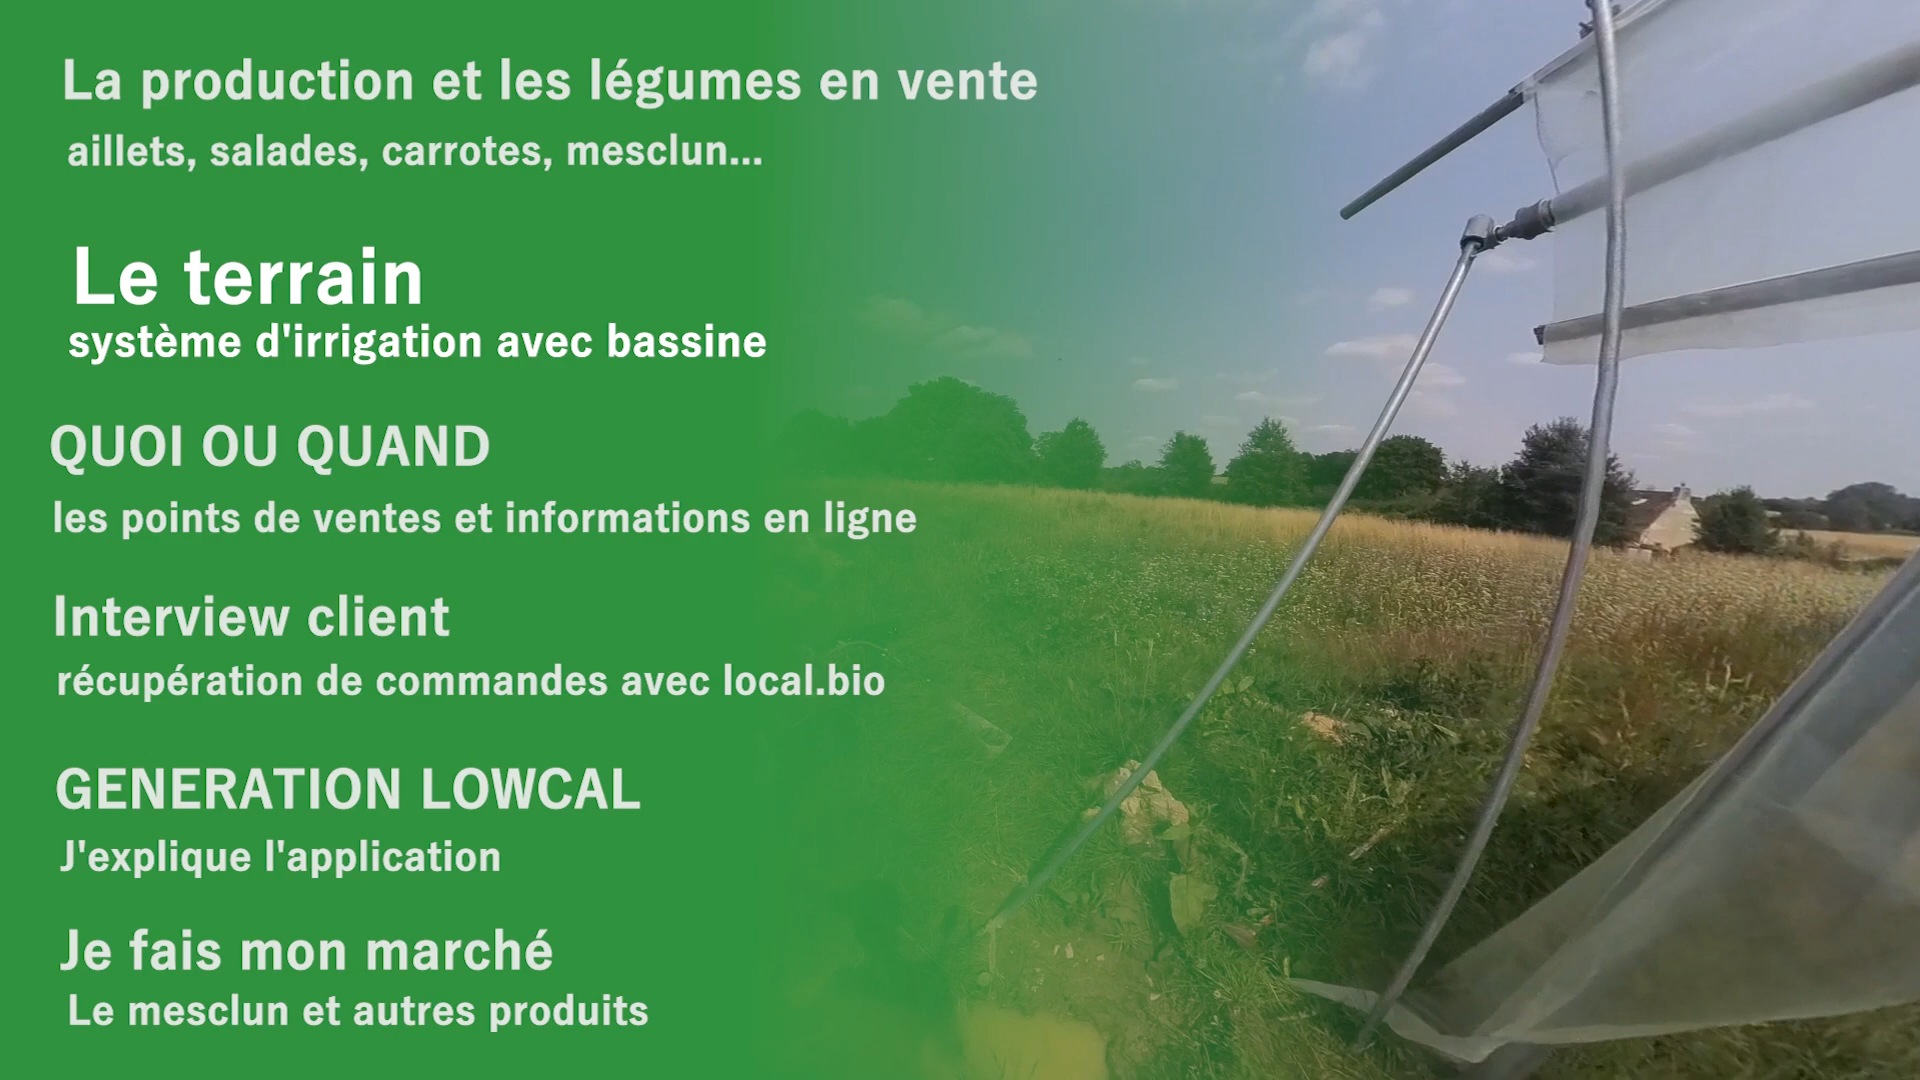 La production et les légumes en vente
aillets, salades, carrotes, mesclun...
Le terrain
système d'irrigation avec bassine
QUOI OU QUAND
les points de ventes et informations en ligne
Interview client
récupération de commandes avec local.bio
GENERATION LOWCAL
J'explique l'application
Je fais mon marché
Le mesclun et autres produits